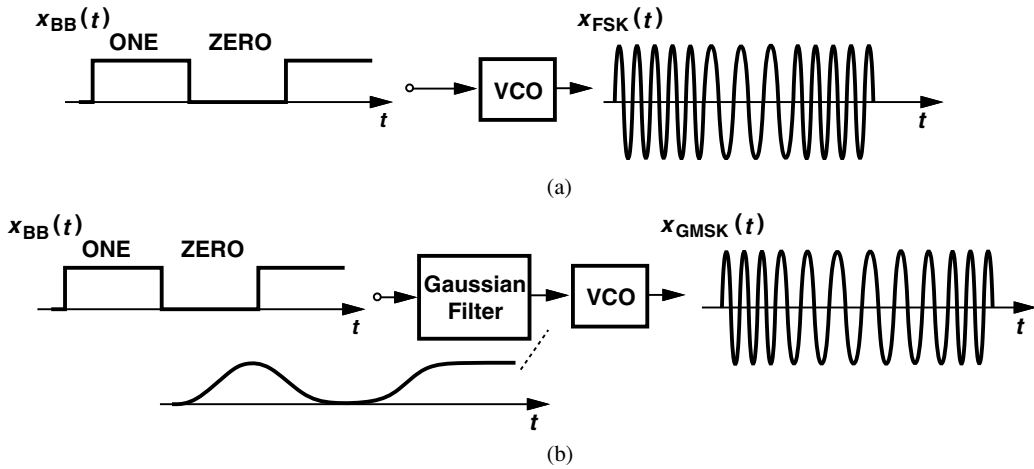 x_BB(t)
ONE ZERO
t
VCO
x_FSK(t)
t
(a)
x_BB(t)
ONE ZERO
t
Gaussian
Filter
VCO
x_GMSK(t)
t
t
(b)